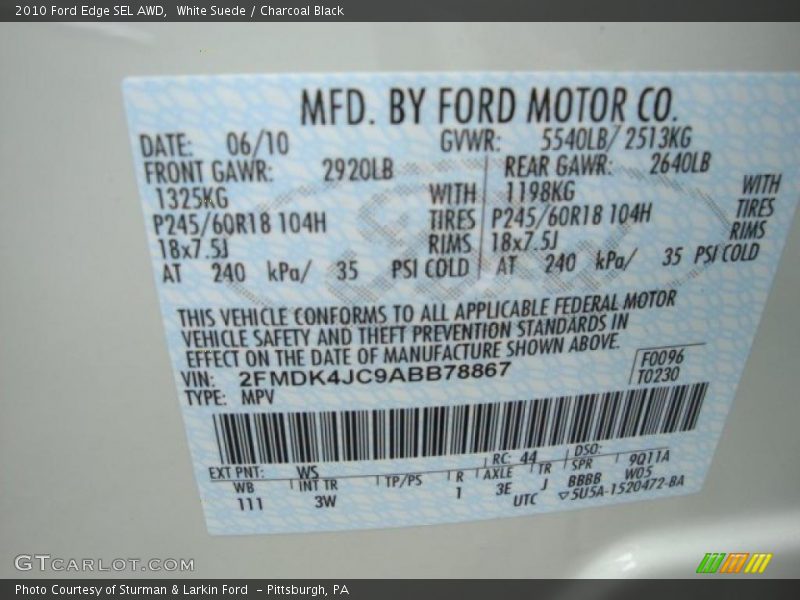 2010 Ford Edge SEL AWD, White Suede / Charcoal Black
MFD. BY FORD MOTOR CO.
DATE: 06/10 GVWR: 5540LB/ 2513KG
FRONT GAWR: 2920LB REAR GAWR: 2640LB
1325KG WITH 1198KG WITH
P245/60R18 104H TIRES P245/60R18 104H TIRES
18x7.5J RIMS 18x7.5J RIMS
AT 240 kPa/ 35 PSI COLD AT 240 kPa/ 35 PSI COLD
THIS VEHICLE CONFORMS TO ALL APPLICABLE FEDERAL MOTOR
VEHICLE SAFETY AND THEFT PREVENTION STANDARDS IN
EFFECT ON THE DATE OF MANUFACTURE SHOWN ABOVE.
VIN: 2FMDK4JC9ABB78867 F0096
TYPE: MPV T0230
EXT PNT: WS RC: 44 DSO:
WB INT TR TP/PS R AXLE TR SPR 9Q11A
111 3W 1 3E J BBBB W05
UTC ▽5U5A-1520472-BA
GTCARLOT.COM
Photo Courtesy of Sturman & Larkin Ford - Pittsburgh, PA